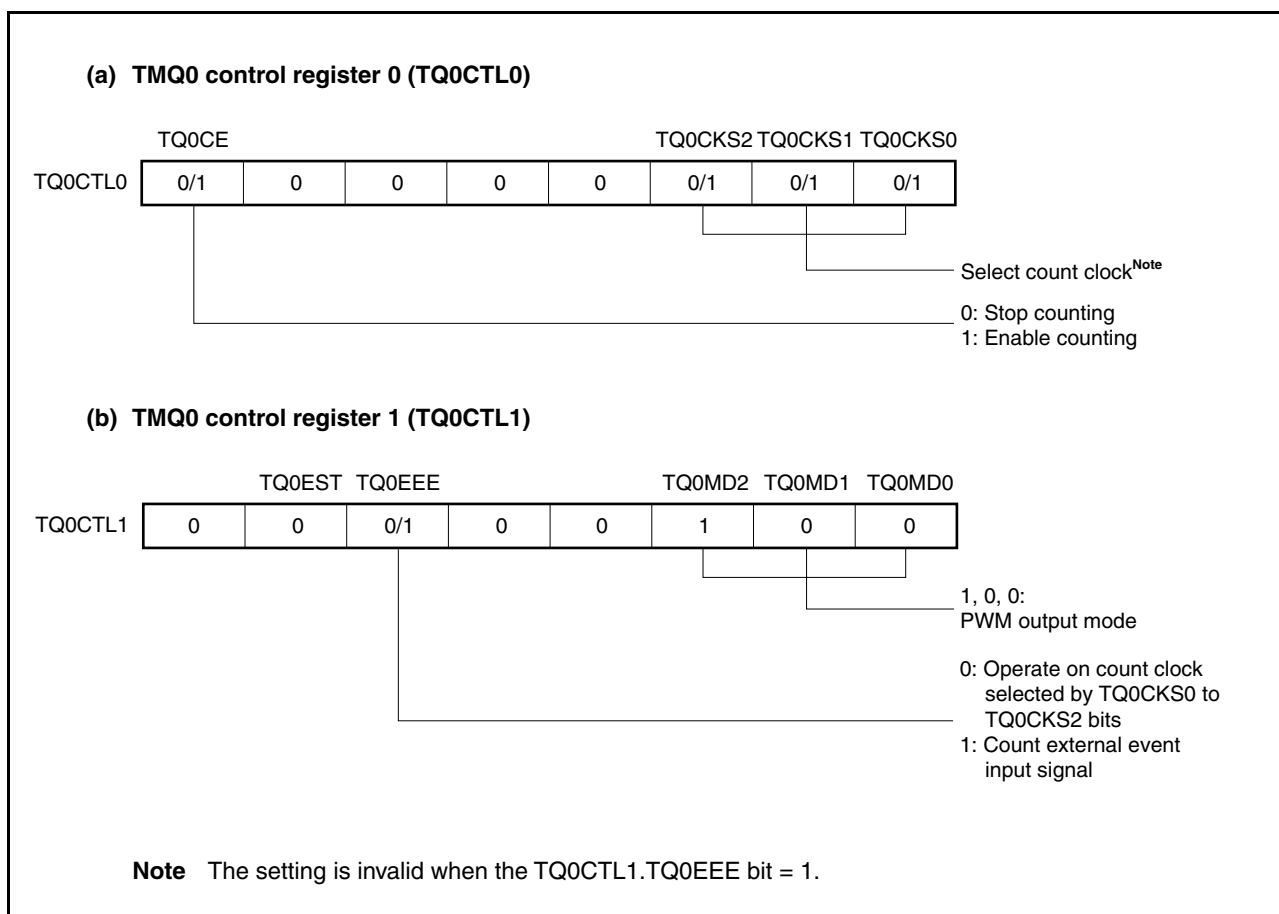 (a) TMQ0 control register 0 (TQ0CTL0)
TQ0CE TQ0CKS2 TQ0CKS1 TQ0CKS0
TQ0CTL0 0/1 0 0 0 0 0/1 0/1 0/1
Select count clockNote
0: Stop counting
1: Enable counting
(b) TMQ0 control register 1 (TQ0CTL1)
TQ0EST TQ0EEE TQ0MD2 TQ0MD1 TQ0MD0
TQ0CTL1 0 0 0/1 0 0 1 0 0
1, 0, 0:
PWM output mode
0: Operate on count clock
selected by TQ0CKS0 to
TQ0CKS2 bits
1: Count external event
input signal
Note The setting is invalid when the TQ0CTL1.TQ0EEE bit = 1.